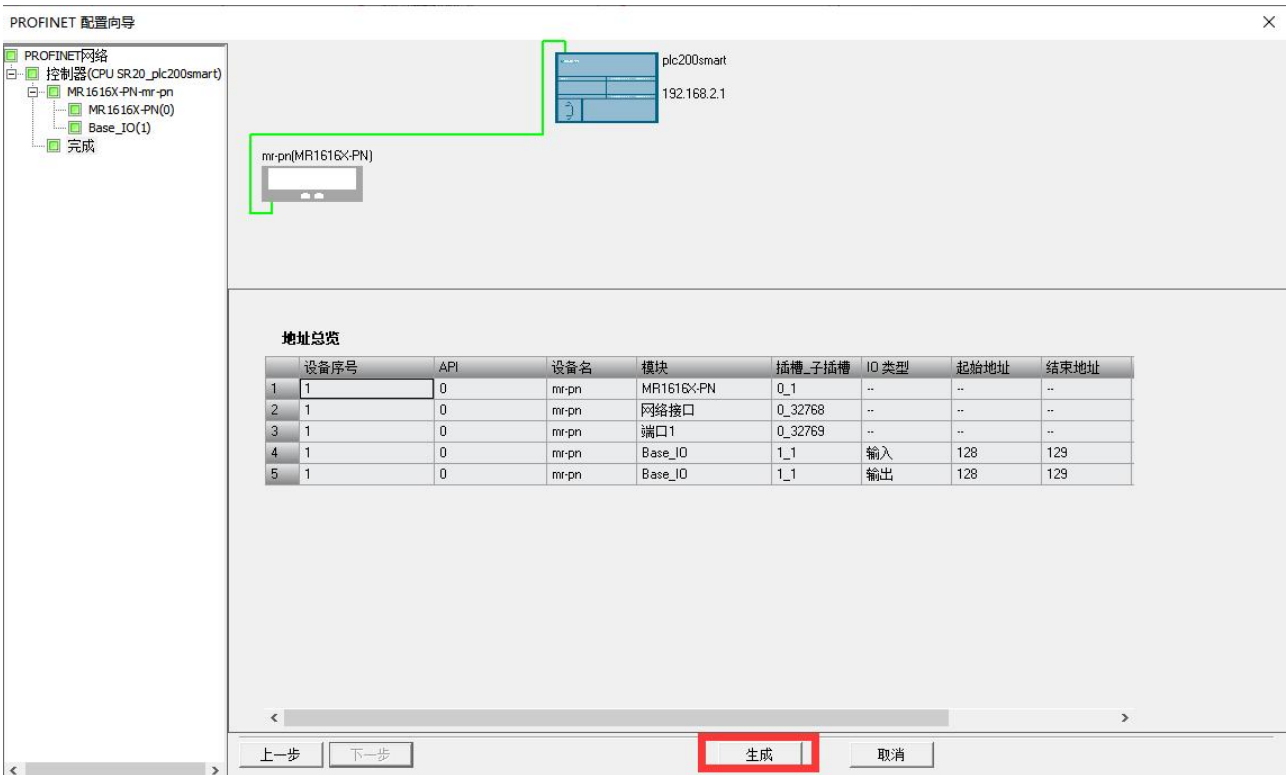 PROFINET 配置向导
PROFINET网络
控制器(CPU SR20_plc200smart)
MR1616X-PN-mr-pn
MR1616X-PN(0)
Base_IO(1)
完成
plc200smart
192.168.2.1
mr-pn(MR1616X-PN)
地址总览
设备序号 API 设备名 模块 插槽_子插槽 IO 类型 起始地址 结束地址
1 1 0 mr-pn MR1616X-PN 0_1 -- -- --
2 1 0 mr-pn 网络接口 0_32768 -- -- --
3 1 0 mr-pn 端口1 0_32769 -- -- --
4 1 0 mr-pn Base_IO 1_1 输入 128 129
5 1 0 mr-pn Base_IO 1_1 输出 128 129
上一步 下一步 生成 取消